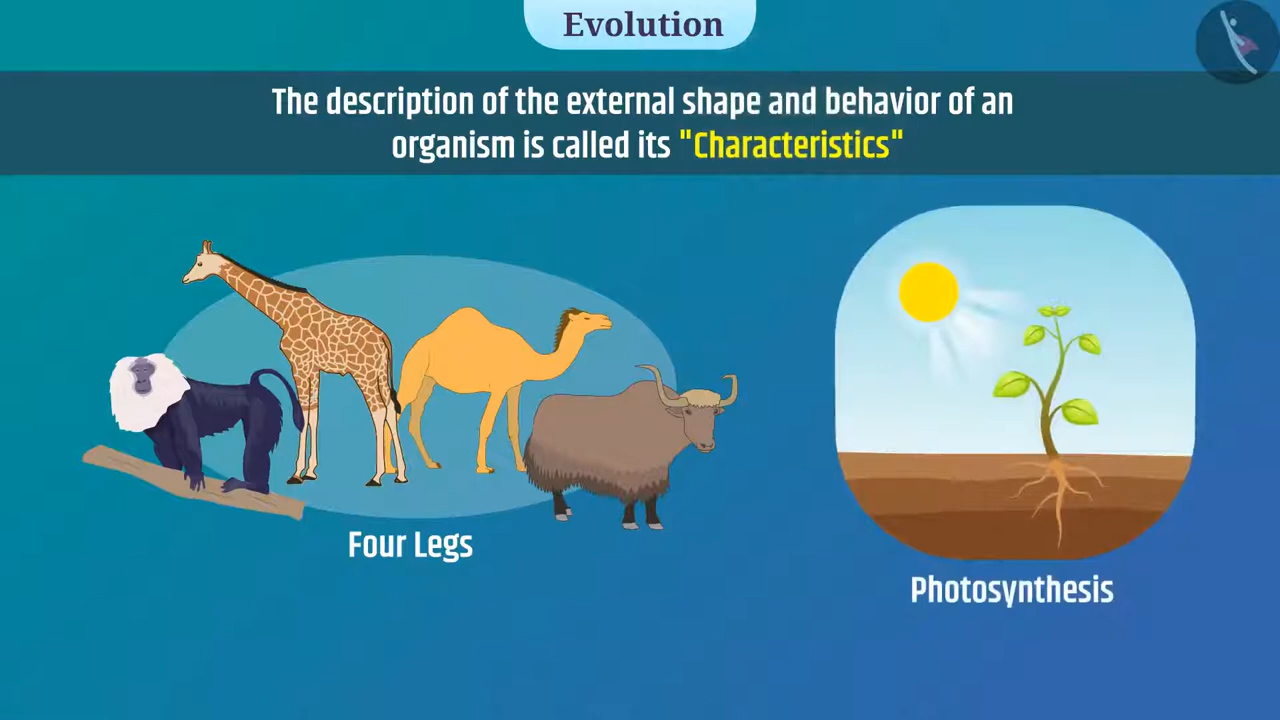 Evolution
The description of the external shape and behavior of an
organism is called its "Characteristics"
Four Legs
Photosynthesis